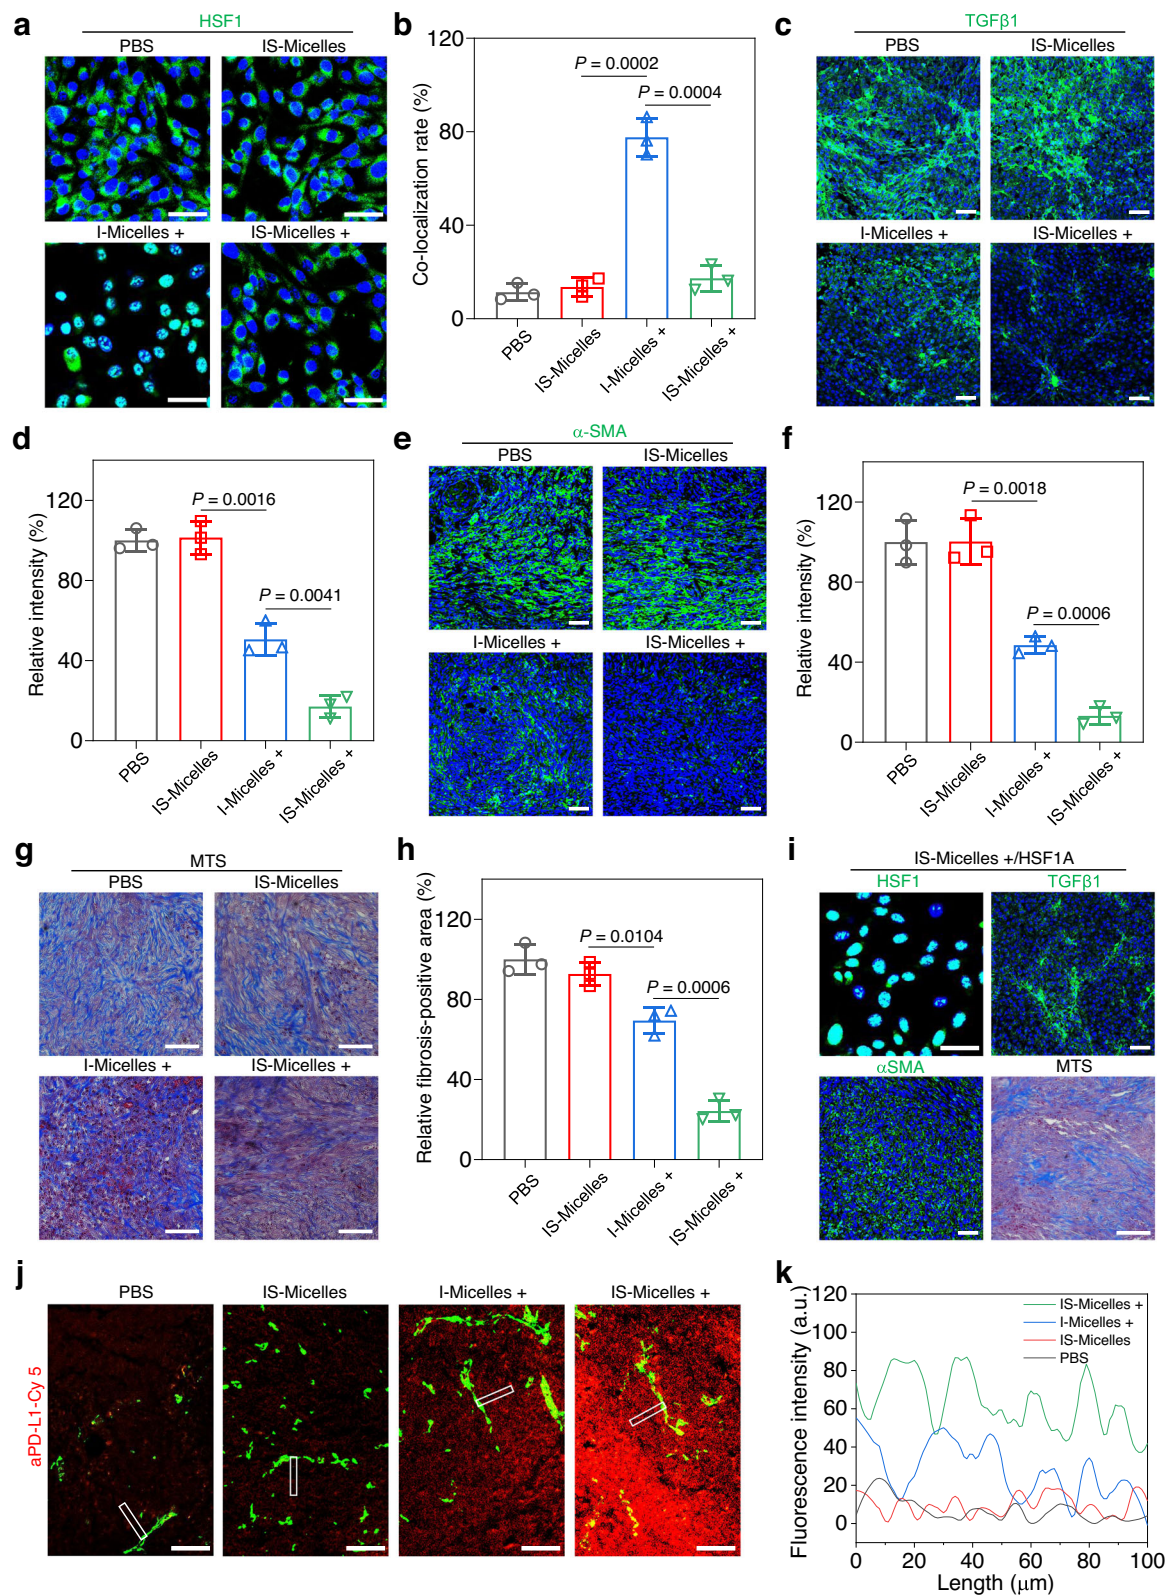 a
HSF1
PBS
IS-Micelles
I-Micelles +
IS-Micelles +
b
Co-localization rate (%)
120
80
40
0
P = 0.0002
P = 0.0004
PBS
IS-Micelles
I-Micelles +
IS-Micelles +
c
TGFβ1
PBS
IS-Micelles
I-Micelles +
IS-Micelles +
d
Relative intensity (%)
120
80
40
0
P = 0.0016
P = 0.0041
PBS
IS-Micelles
I-Micelles +
IS-Micelles +
e
α-SMA
PBS
IS-Micelles
I-Micelles +
IS-Micelles +
f
Relative intensity (%)
120
80
40
0
P = 0.0018
P = 0.0006
PBS
IS-Micelles
I-Micelles +
IS-Micelles +
g
MTS
PBS
IS-Micelles
I-Micelles +
IS-Micelles +
h
Relative fibrosis-positive area (%)
120
80
40
0
P = 0.0104
P = 0.0006
PBS
IS-Micelles
I-Micelles +
IS-Micelles +
i
IS-Micelles +/HSF1A
HSF1
TGFβ1
αSMA
MTS
j
PBS
IS-Micelles
I-Micelles +
IS-Micelles +
aPD-L1-Cy 5
k
Fluorescence intensity (a.u.)
120
100
80
60
40
20
0
IS-Micelles +
I-Micelles +
IS-Micelles
PBS
0 20 40 60 80 100
Length (μm)